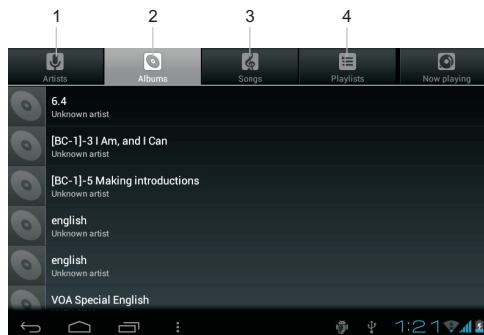 1 2 3 4
Artists Albums Songs Playlists Now playing
6.4
Unknown artist
[BC-1]-3 I Am, and I Can
Unknown artist
[BC-1]-5 Making introductions
Unknown artist
english
Unknown artist
english
Unknown artist
VOA Special English
1:21